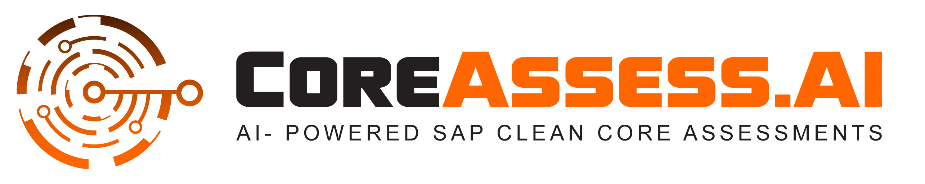 COREASSESS.AI
AI- POWERED SAP CLEAN CORE ASSESSMENTS